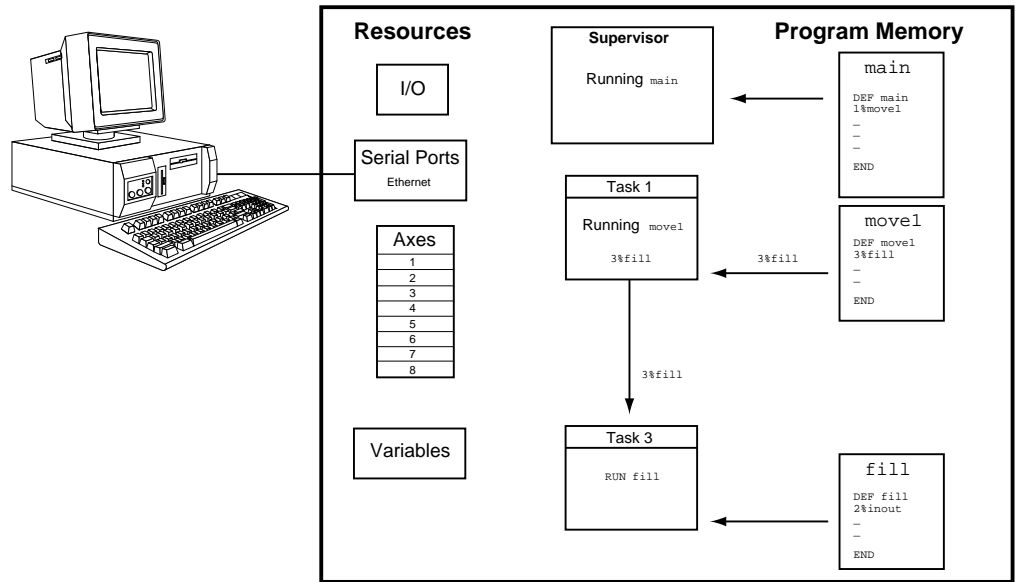 Resources
I/O
Serial Ports
Ethernet
Axes
1
2
3
4
5
6
7
8
Variables
Supervisor
Running main
Task 1
Running move1
3%fill
3%fill
Task 3
RUN fill
Program Memory
main
DEF main
1%move1
–
–
–
END
3%fill
move1
DEF move1
3%fill
–
–
END
fill
DEF fill
2%inout
–
–
END